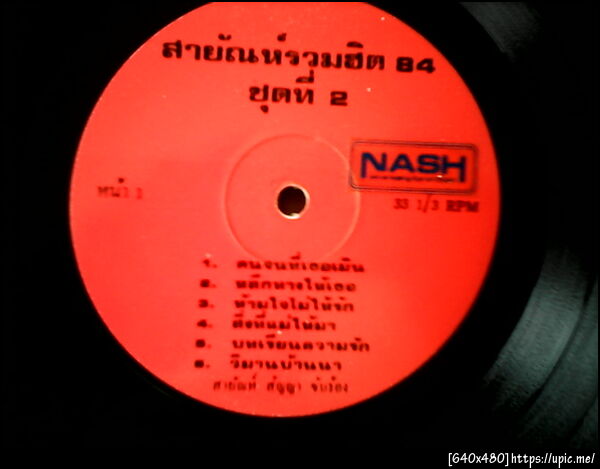 สายัณห์รวมฮิต 84
ชุดที่ 2
NASH
หน้า 1
33 1/3 RPM
1. คนจนที่เธอเมิน
2. หลีกทางให้เธอ
3. ห้ามใจไม่ให้รัก
4. สิ่งที่แม่ให้มา
5. บทเรียนความรัก
6. วิมานบ้านนา
สายัณห์ สัญญา ขับร้อง
[640x480]https://upic.me/